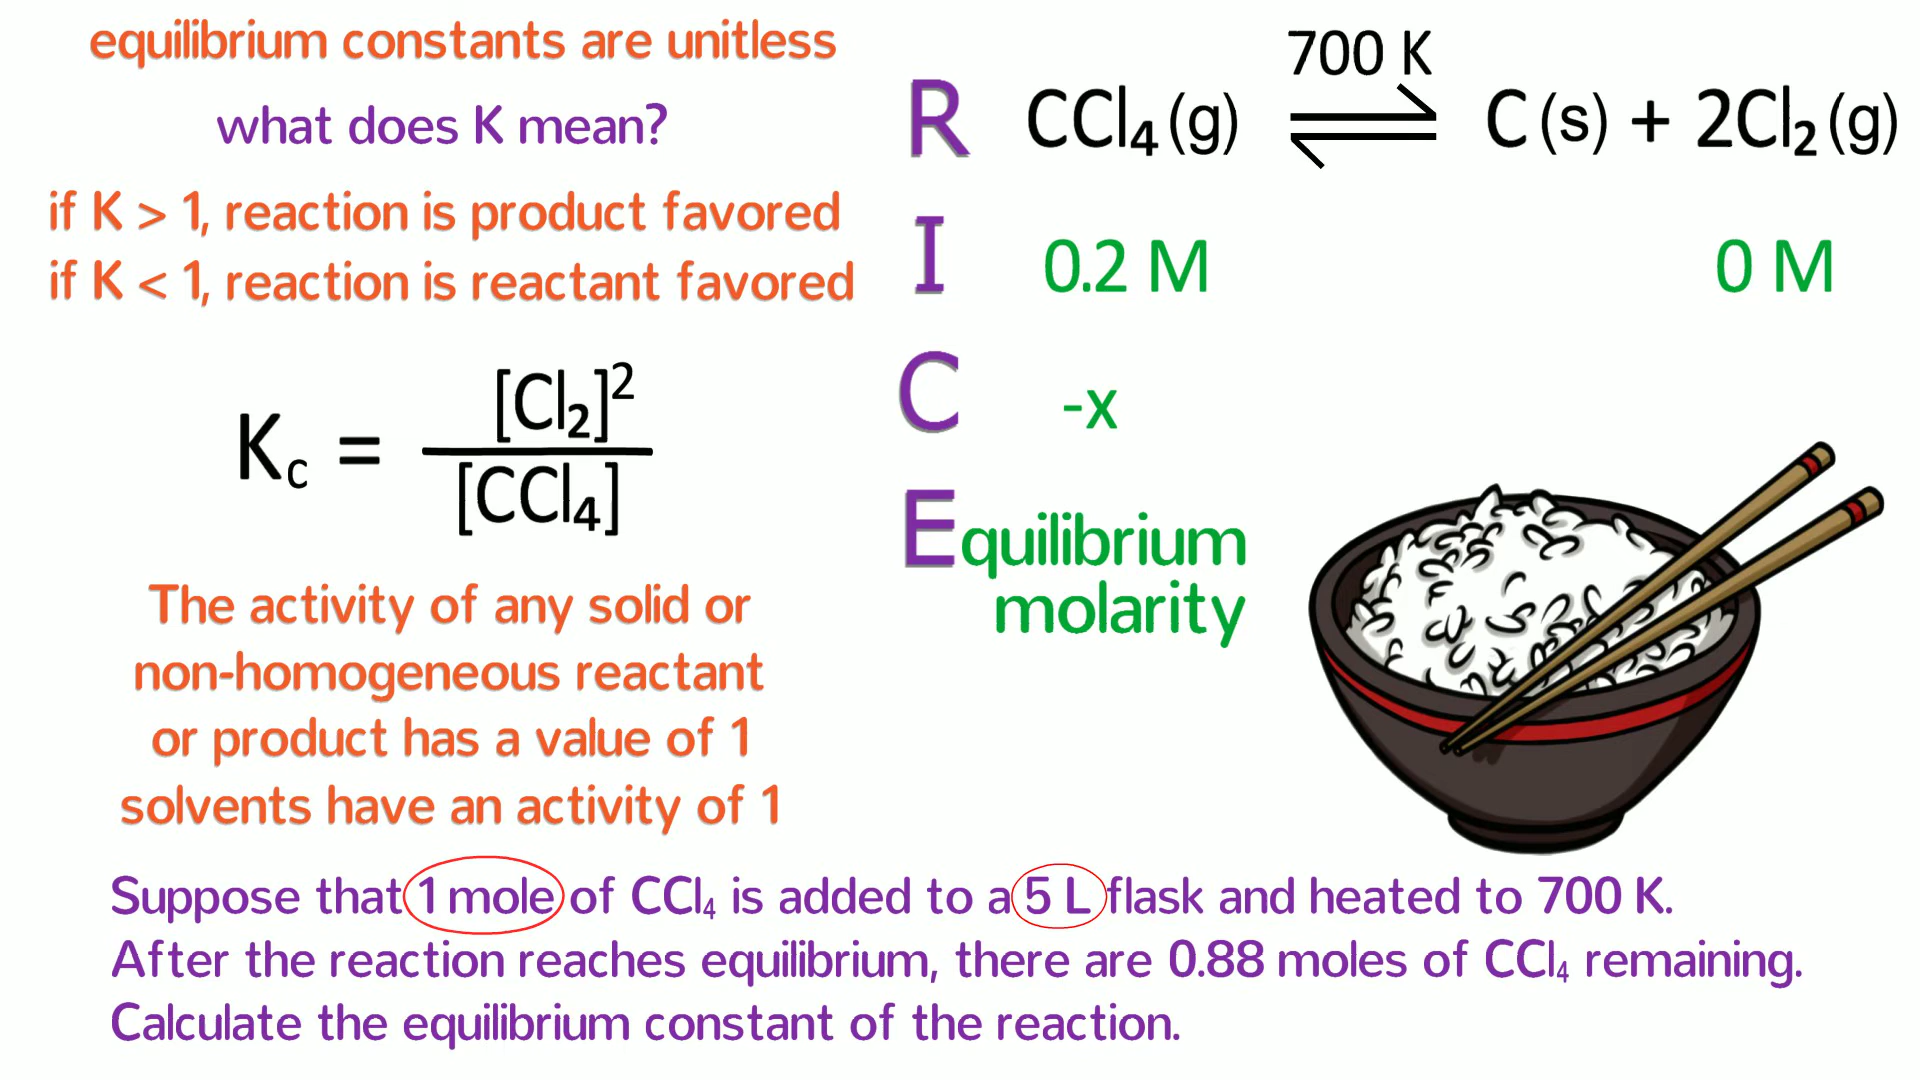 equilibrium constants are unitless
what does K mean?
if K > 1, reaction is product favored
if K < 1, reaction is reactant favored
K꜀ = [Cl₂]² / [CCl₄]
The activity of any solid or
non-homogeneous reactant
or product has a value of 1
solvents have an activity of 1
700 K
R CCl₄ (g) ⇌ C (s) + 2Cl₂ (g)
I 0.2 M 0 M
C -x
Equilibrium
molarity
Suppose that 1 mole of CCl₄ is added to a 5 L flask and heated to 700 K.
After the reaction reaches equilibrium, there are 0.88 moles of CCl₄ remaining.
Calculate the equilibrium constant of the reaction.